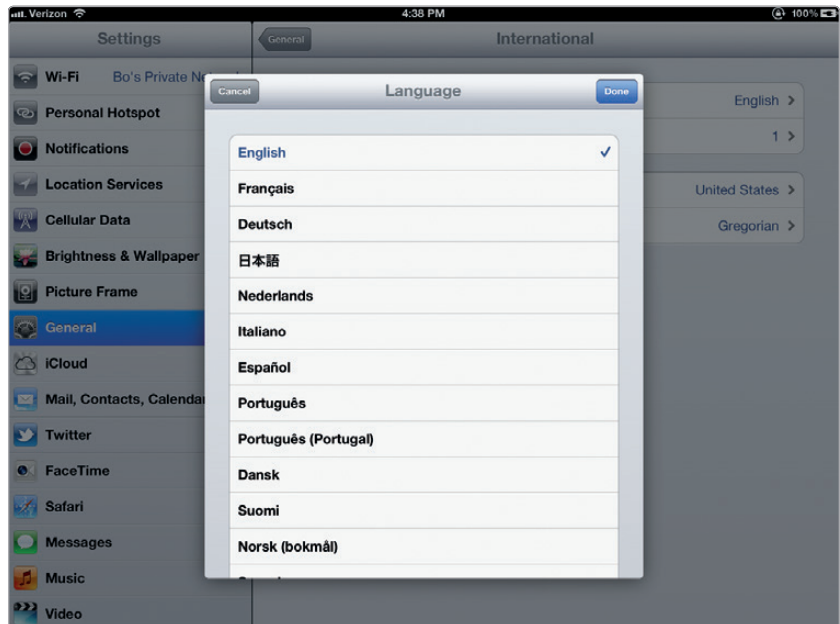 Verizon 4:38 PM 100%
Settings General International
Wi-Fi Bo's Private
Personal Hotspot
Notifications
Location Services
Cellular Data
Brightness & Wallpaper
Picture Frame
General
iCloud
Mail, Contacts,
Twitter
FaceTime
Safari
Messages
Music
Video
Cancel Language Done
English
Français
Deutsch
日本語
Nederlands
Italiano
Español
Português
Português (Portugal)
Dansk
Suomi
Norsk (bokmål)
English
1
United States
Gregorian